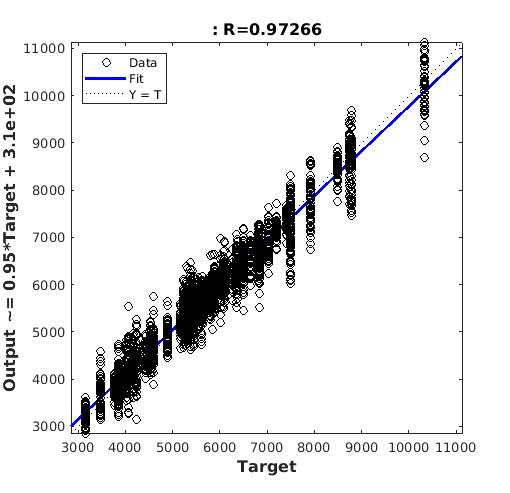 : R=0.97266
Data
Fit
Y = T
Output ~= 0.95*Target + 3.1e+02
11000
10000
9000
8000
7000
6000
5000
4000
3000
3000 4000 5000 6000 7000 8000 9000 10000 11000
Target